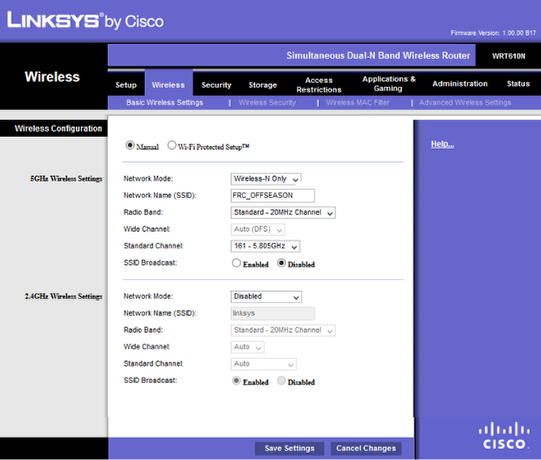 LINKSYS® by Cisco
Firmware Version: 1.00.00 B17
Simultaneous Dual-N Band Wireless Router WRT610N
Wireless
Setup Wireless Security Storage Access Restrictions Applications & Gaming Administration Status
Basic Wireless Settings | Wireless Security | Wireless MAC Filter | Advanced Wireless Settings
Wireless Configuration
Manual Wi-Fi Protected Setup™
Help...
5GHz Wireless Settings
Network Mode: Wireless-N Only
Network Name (SSID): FRC_OFFSEASON
Radio Band: Standard - 20MHz Channel
Wide Channel: Auto (DFS)
Standard Channel: 161 - 5.805GHz
SSID Broadcast: Enabled Disabled
2.4GHz Wireless Settings
Network Mode: Disabled
Network Name (SSID): linksys
Radio Band: Standard - 20MHz Channel
Wide Channel: Auto
Standard Channel: Auto
SSID Broadcast: Enabled Disabled
Save Settings Cancel Changes
CISCO.